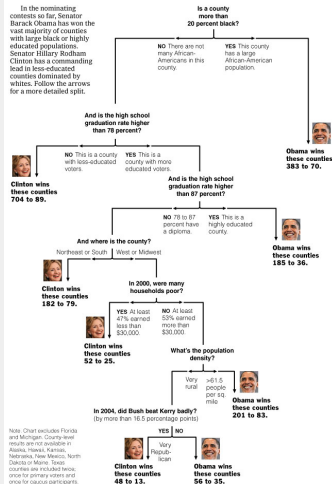 In the nominating
contests so far, Senator
Barack Obama has won the
vast majority of counties
with large black or highly
educated populations.
Senator Hillary Rodham
Clinton has a commanding
lead in less-educated
counties dominated by
whites. Follow the arrows
for a more detailed split.
Is a county
more than
20 percent black?
NO There are not
many African-
Americans in this
county.
YES This county
has a large
African-American
population.
And is the high school
graduation rate higher
than 78 percent?
Obama wins
these counties
383 to 70.
NO This is a county
with less-educated
voters.
YES This is a
county with more
educated voters.
Clinton wins
these counties
704 to 89.
And is the high school
graduation rate higher
than 87 percent?
NO 78 to 87
percent have
a diploma.
YES This is a
highly educated
county.
Obama wins
these counties
185 to 36.
And where is the county?
Northeast or South
West or Midwest
Clinton wins
these counties
182 to 79.
In 2000, were many
households poor?
YES At least
47% earned
less than
$30,000.
NO At least
53% earned
more than
$30,000.
Clinton wins
these counties
52 to 25.
What's the population
density?
Very
rural
>61.5
people
per sq.
mile
Obama wins
these counties
201 to 83.
In 2004, did Bush beat Kerry badly?
(by more than 16.5 percentage points)
YES
NO
Very
Repub-
lican
Clinton wins
these counties
48 to 13.
Obama wins
these counties
56 to 35.
Note: Chart excludes Florida
and Michigan. County-level
results are not available in
Alaska, Hawaii, Kansas,
Nebraska, New Mexico, North
Dakota or Maine. Texas
counties are included twice;
once for primary voters and
once for caucus participants.